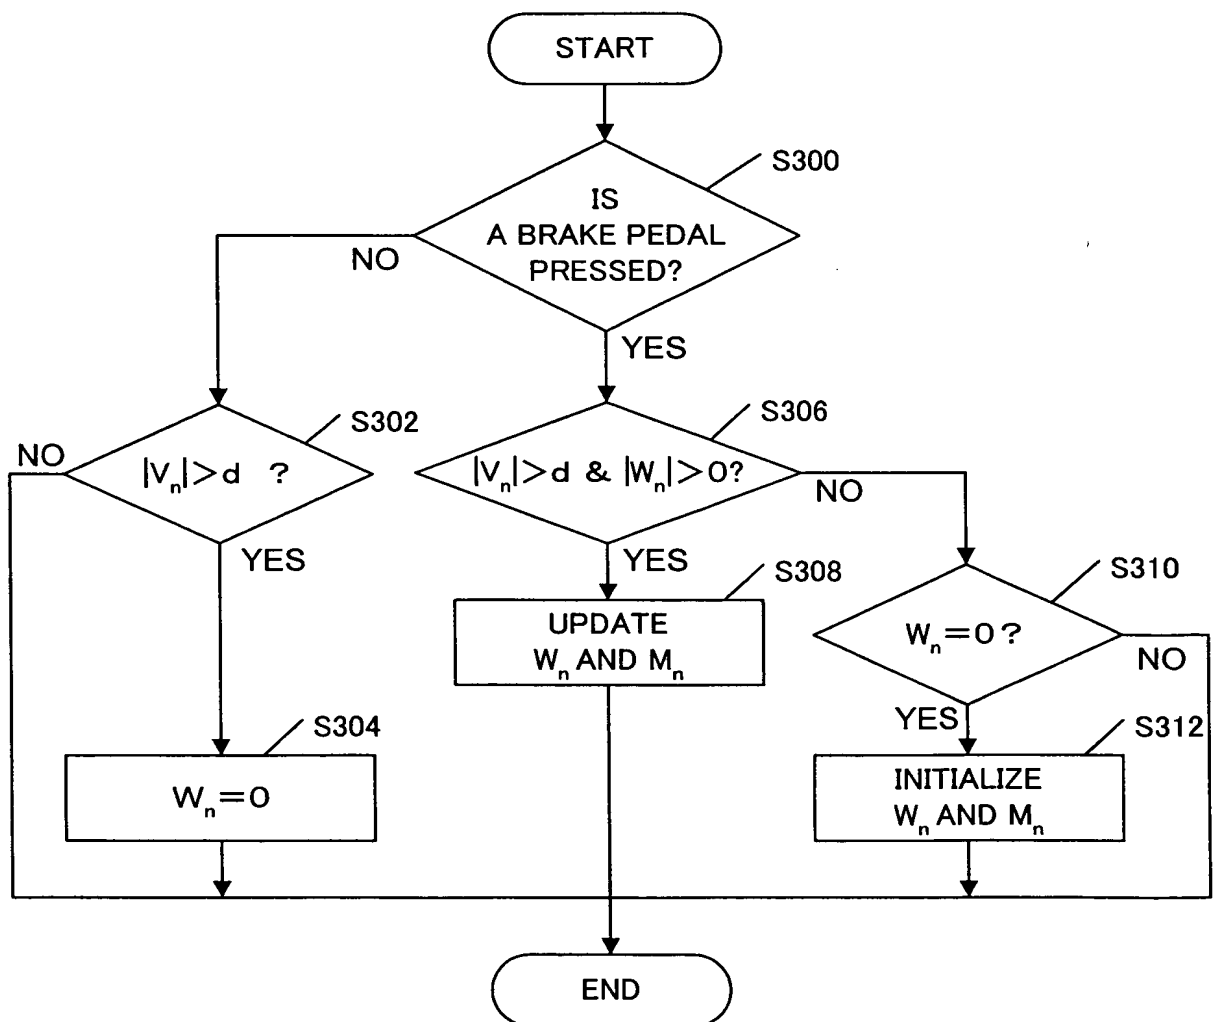 START
S300
IS
A BRAKE PEDAL
PRESSED?
NO
YES
S302
S306
NO
|Vn|>d ?
|Vn|>d & |Wn|>0?
NO
YES
YES
S308
S310
UPDATE
Wn AND Mn
Wn=0?
NO
YES
S304
S312
Wn=0
INITIALIZE
Wn AND Mn
END